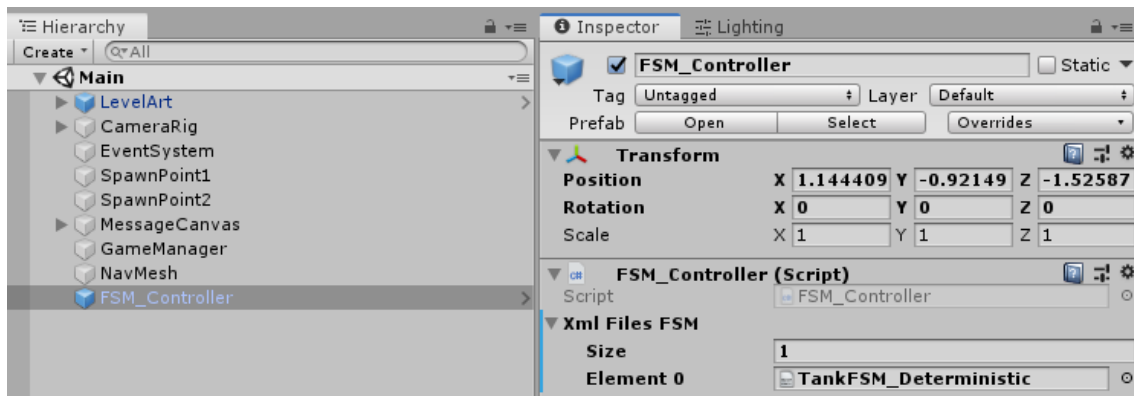 Hierarchy
Create All
Main
LevelArt
CameraRig
EventSystem
SpawnPoint1
SpawnPoint2
MessageCanvas
GameManager
NavMesh
FSM_Controller
Inspector Lighting
FSM_Controller Static
Tag Untagged Layer Default
Prefab Open Select Overrides
Transform
Position X 1.144409 Y -0.92149 Z -1.52587
Rotation X 0 Y 0 Z 0
Scale X 1 Y 1 Z 1
C# FSM_Controller (Script)
Script FSM_Controller
Xml Files FSM
Size 1
Element 0 TankFSM_Deterministic